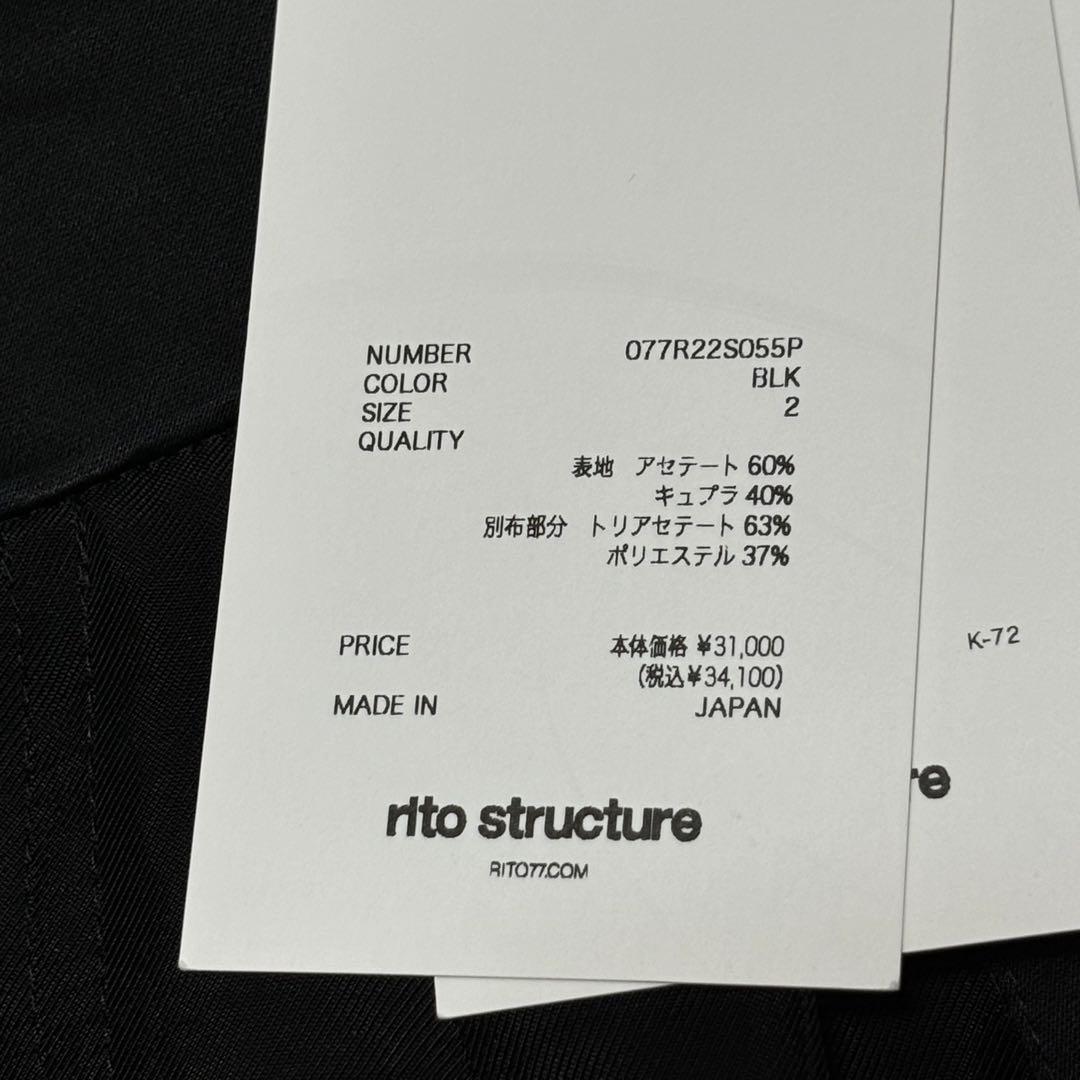 NUMBER 077R22S055P
COLOR BLK
SIZE 2
QUALITY
表地 アセテート 60%
キュプラ 40%
別布部分 トリアセテート 63%
ポリエステル 37%
PRICE 本体価格 ¥31,000
(税込¥34,100)
MADE IN JAPAN
rito structure
RITO77.COM
K-72
re